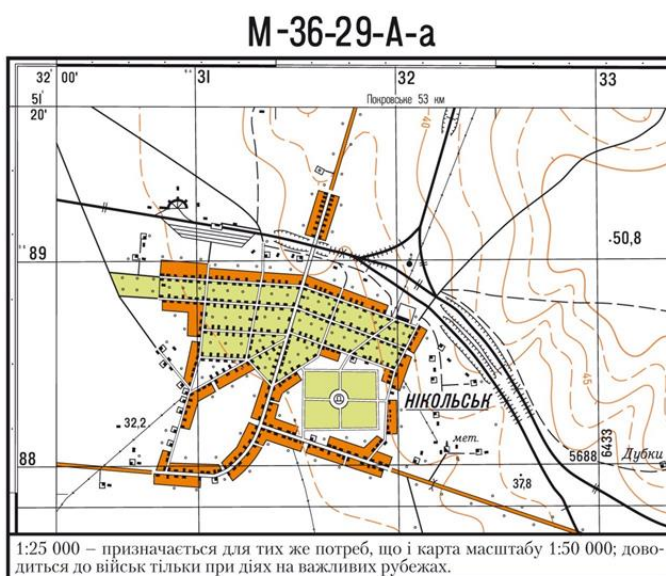 М-36-29-А-а
32° 00' 31 32 33
51°
20'
Покровське 53 км
40
89
50,8
45
НІКОЛЬСЬК
32,2
мет.
5688
6433
Дубки
88
37,8
1:25 000 – призначається для тих же потреб, що і карта масштабу 1:50 000; дово-
диться до військ тільки при діях на важливих рубежах.